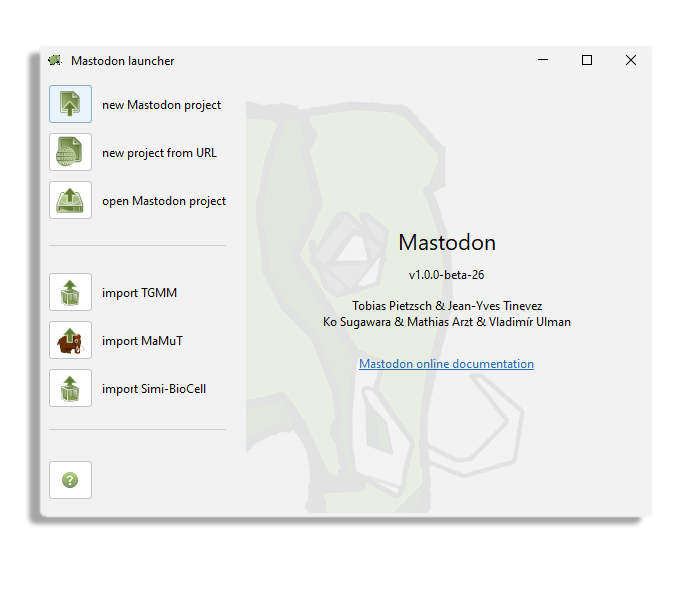 Mastodon launcher
new Mastodon project
new project from URL
open Mastodon project
import TGMM
import MaMuT
import Simi-BioCell
?
Mastodon
v1.0.0-beta-26
Tobias Pietzsch & Jean-Yves Tinevez
Ko Sugawara & Mathias Arzt & Vladimír Ulman
Mastodon online documentation